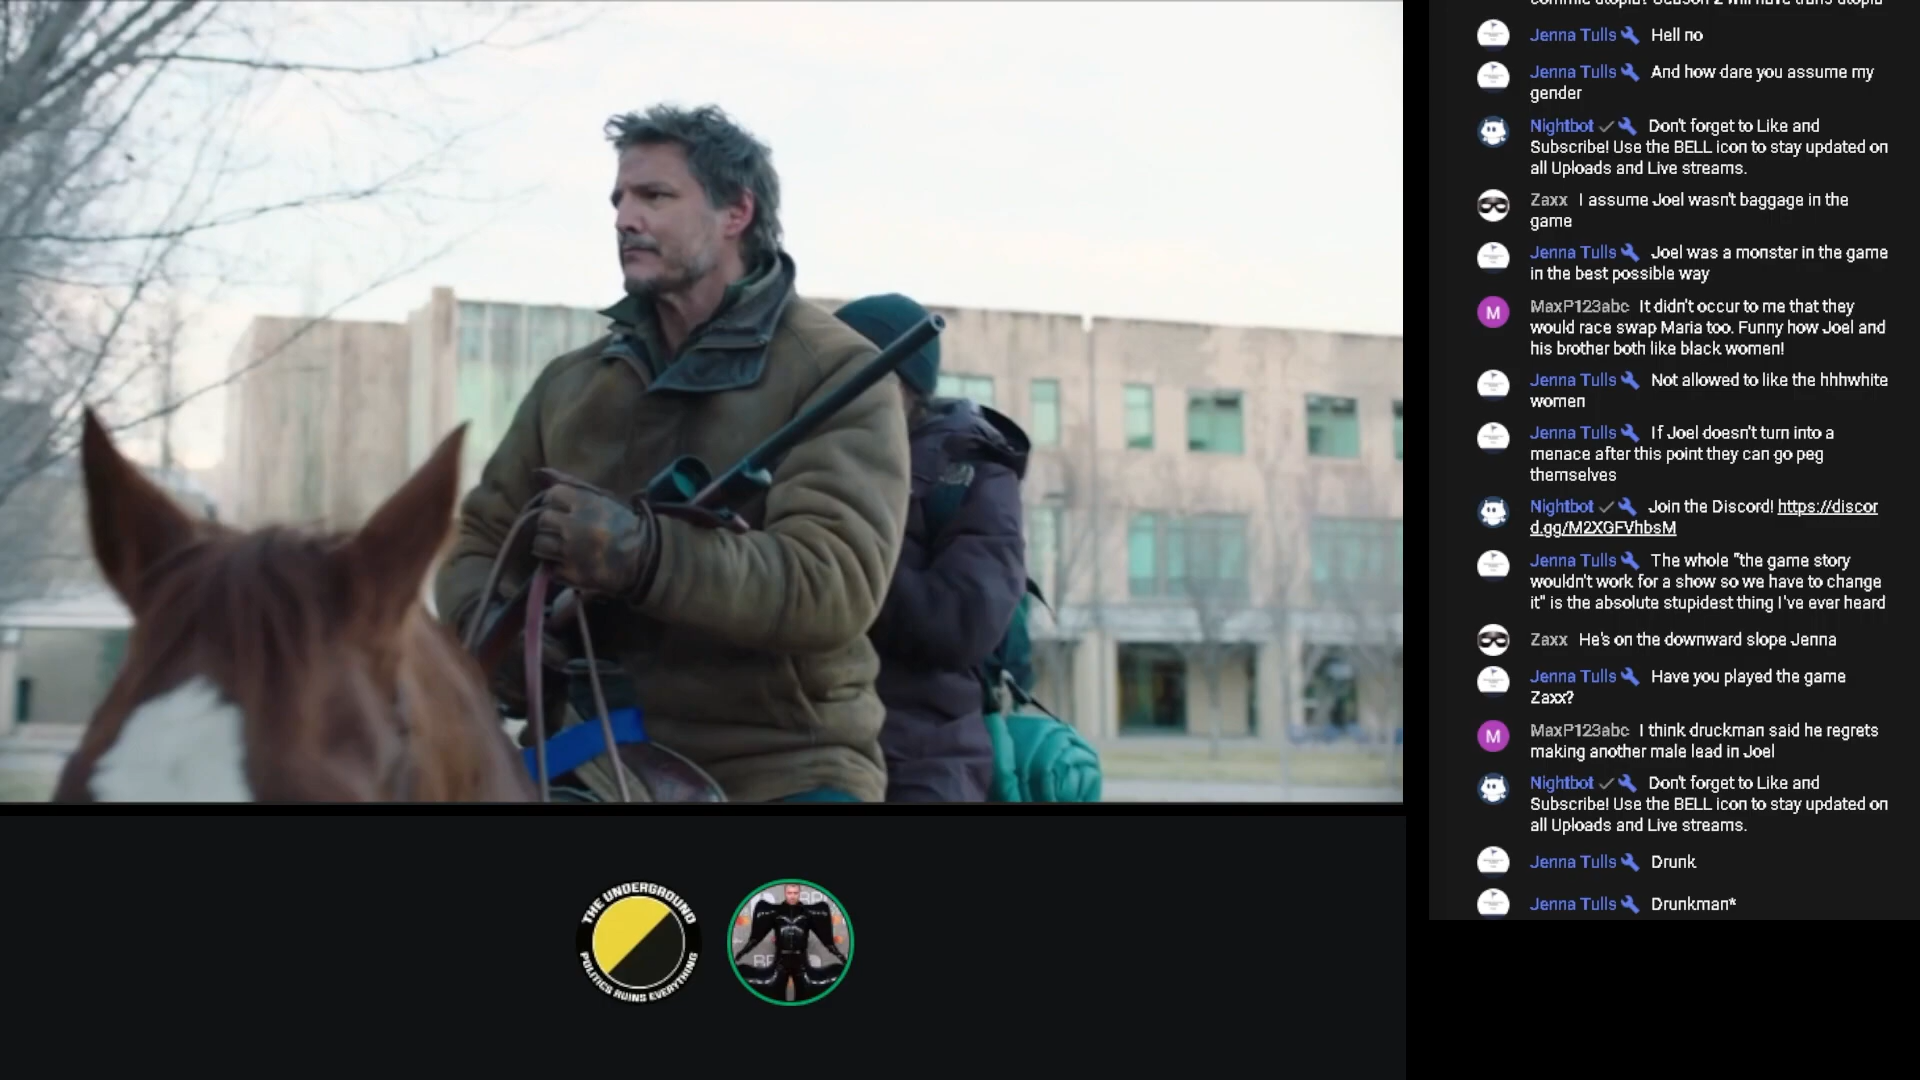 Jenna Tulls Hell no
Jenna Tulls And how dare you assume my
gender
Nightbot Don't forget to Like and
Subscribe! Use the BELL icon to stay updated on
all Uploads and Live streams.
Zaxx I assume Joel wasn't baggage in the
game
Jenna Tulls Joel was a monster in the game
in the best possible way
M
MaxP123abc It didn't occur to me that they
would race swap Maria too. Funny how Joel and
his brother both like black women!
Jenna Tulls Not allowed to like the hhhwhite
women
Jenna Tulls If Joel doesn't turn into a
menace after this point they can go peg
themselves
Nightbot Join the Discord! https://discor
d.gg/M2XGFVhbsM
Jenna Tulls The whole "the game story
wouldn't work for a show so we have to change
it" is the absolute stupidest thing I've ever heard
Zaxx He's on the downward slope Jenna
Jenna Tulls Have you played the game
Zaxx?
M
MaxP123abc I think druckman said he regrets
making another male lead in Joel
Nightbot Don't forget to Like and
Subscribe! Use the BELL icon to stay updated on
all Uploads and Live streams.
Jenna Tulls Drunk
Jenna Tulls Drunkman*
THE UNDERGROUND
POLITICS RUINS EVERYTHING